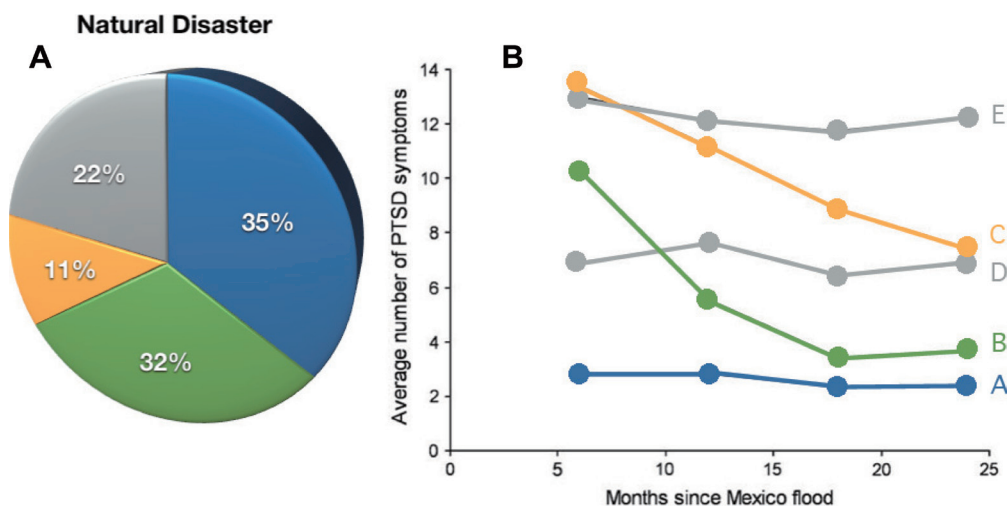 Natural Disaster
A
35%
32%
11%
22%
B
Average number of PTSD symptoms
14
12
10
8
6
4
2
0
0
5
10
15
20
25
Months since Mexico flood
E
C
D
B
A